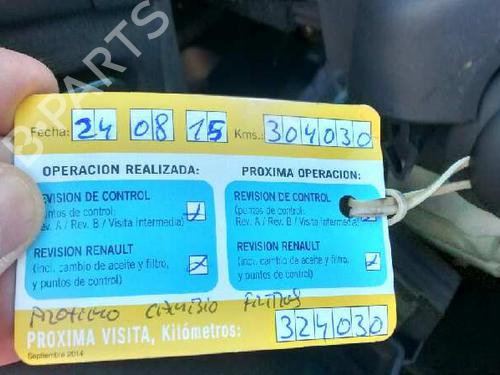 B-PARTS
Fecha: 24 08 15 Kms.: 304030
OPERACION REALIZADA:
REVISION DE CONTROL
(puntos de control:
Rev. A / Rev. B / Visita Intermedia)
REVISION RENAULT
(incl. cambio de aceite y filtro,
y puntos de control)
PROXIMA OPERACION:
REVISION DE CONTROL
(puntos de control:
Rev. A / Rev. B / Visita Intermedia)
REVISION RENAULT
(incl. cambio de aceite y filtro,
y puntos de control)
CAMBIO FILTROS
PROXIMA VISITA, Kilómetros: 324030
Septiembre 2014